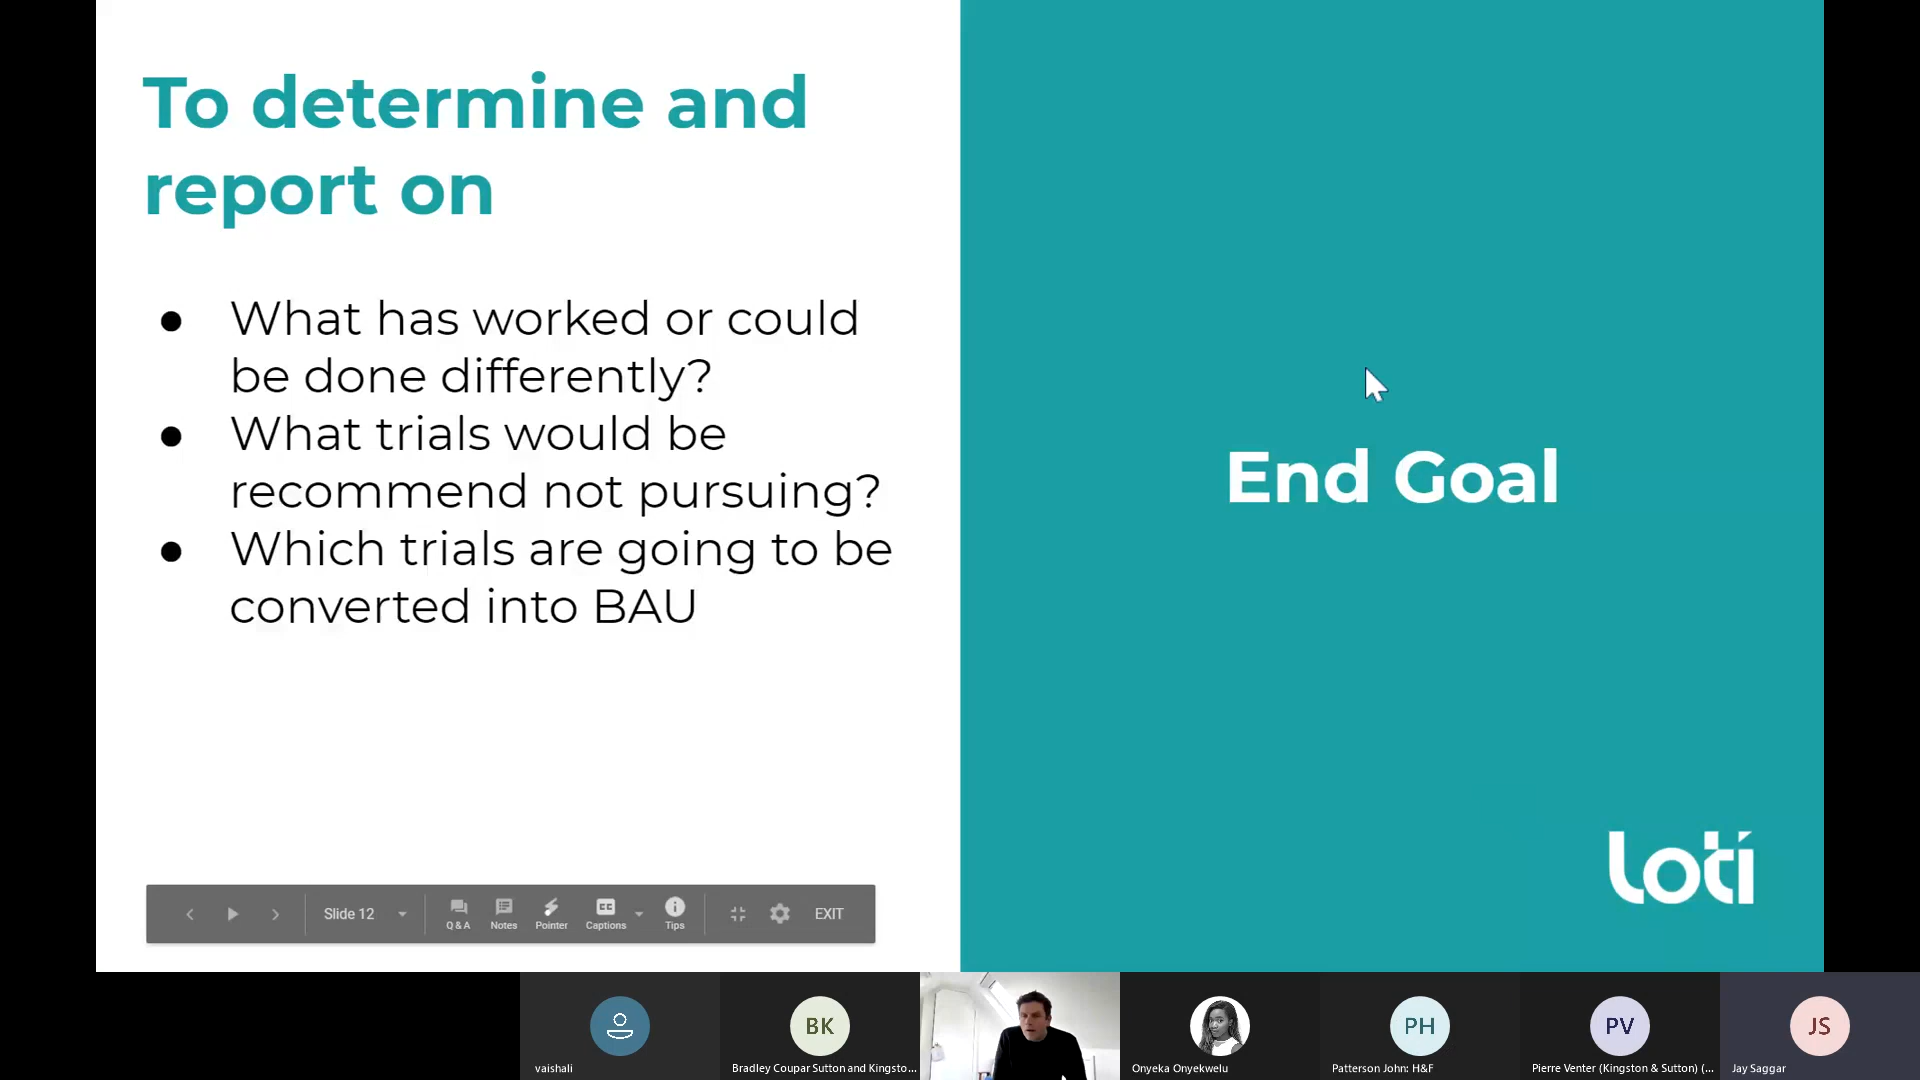 To determine and
report on
● What has worked or could
be done differently?
● What trials would be
recommend not pursuing?
● Which trials are going to be
converted into BAU
End Goal
loti
Slide 12
Q & A
Notes
Pointer
CC
Captions
Tips
EXIT
BK
PH
PV
JS
vaishali
Bradley Coupar Sutton and Kingsto...
Onyeka Onyekwelu
Patterson John: H&F
Pierre Venter (Kingston & Sutton) (...
Jay Saggar